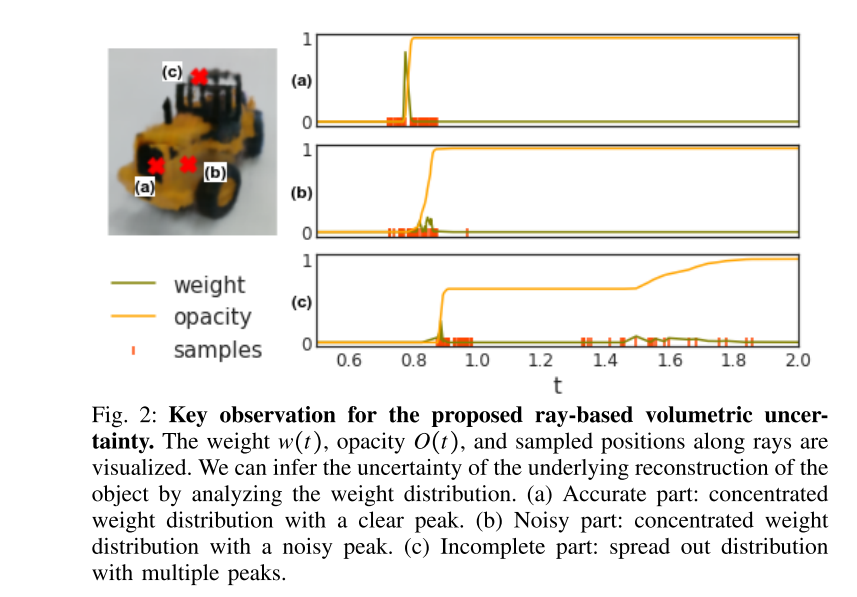 (c)
(a)
(b)
weight
opacity
samples
1
(a)
0
1
(b)
0
1
(c)
0
0.6 0.8 1.0 1.2 1.4 1.6 1.8 2.0
t
Fig. 2: Key observation for the proposed ray-based volumetric uncer-
tainty. The weight w(t), opacity O(t), and sampled positions along rays are
visualized. We can infer the uncertainty of the underlying reconstruction of the
object by analyzing the weight distribution. (a) Accurate part: concentrated
weight distribution with a clear peak. (b) Noisy part: concentrated weight
distribution with a noisy peak. (c) Incomplete part: spread out distribution
with multiple peaks.